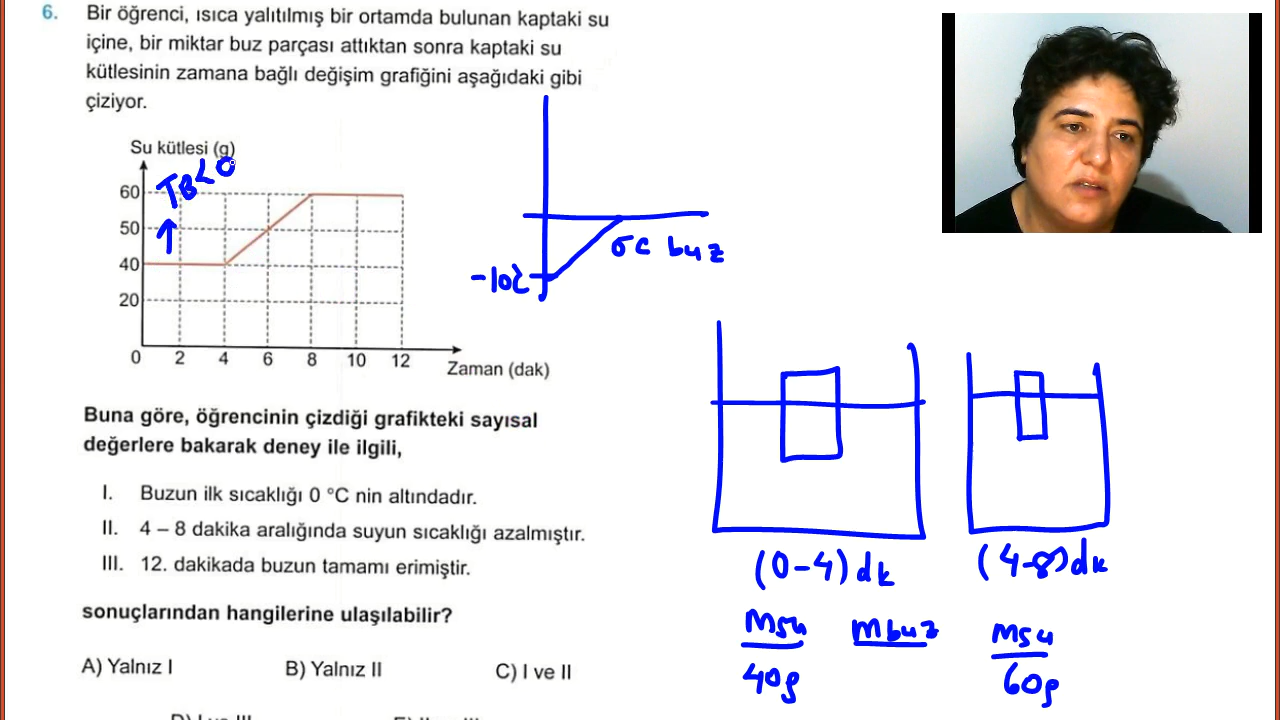 6. Bir öğrenci, ısıca yalıtılmış bir ortamda bulunan kaptaki su
içine, bir miktar buz parçası attıktan sonra kaptaki su
kütlesinin zamana bağlı değişim grafiğini aşağıdaki gibi
çiziyor.
Su kütlesi (g)
TB<0
60
50
40
20
0 2 4 6 8 10 12
Zaman (dak)
-10°C
0°C buz
Buna göre, öğrencinin çizdiği grafikteki sayısal
değerlere bakarak deney ile ilgili,
I. Buzun ilk sıcaklığı 0 °C nin altındadır.
II. 4 – 8 dakika aralığında suyun sıcaklığı azalmıştır.
III. 12. dakikada buzun tamamı erimiştir.
sonuçlarından hangilerine ulaşılabilir?
A) Yalnız I B) Yalnız II C) I ve II
(0-4) dk (4-8) dk
msu mbuz msu
40g 60g